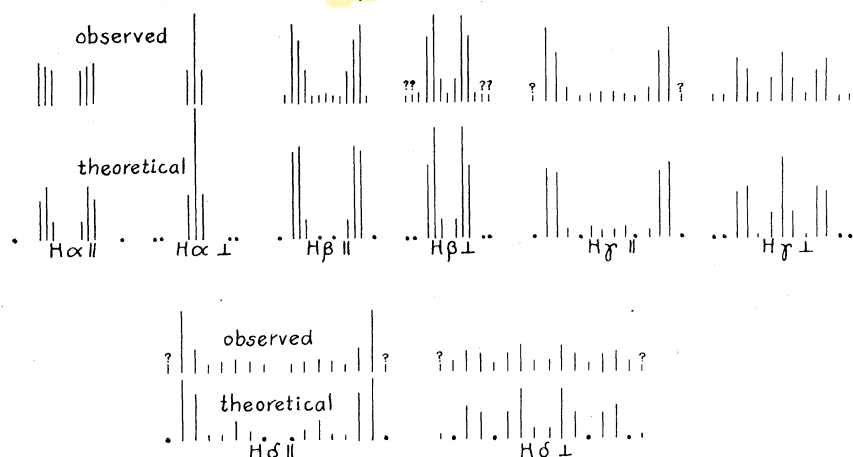 observed
?? ?? ? ?
theoretical
Hα∥ Hα⊥ Hβ∥ Hβ⊥ Hγ∥ Hγ⊥
observed
? ? ? ?
theoretical
Hδ∥ Hδ⊥